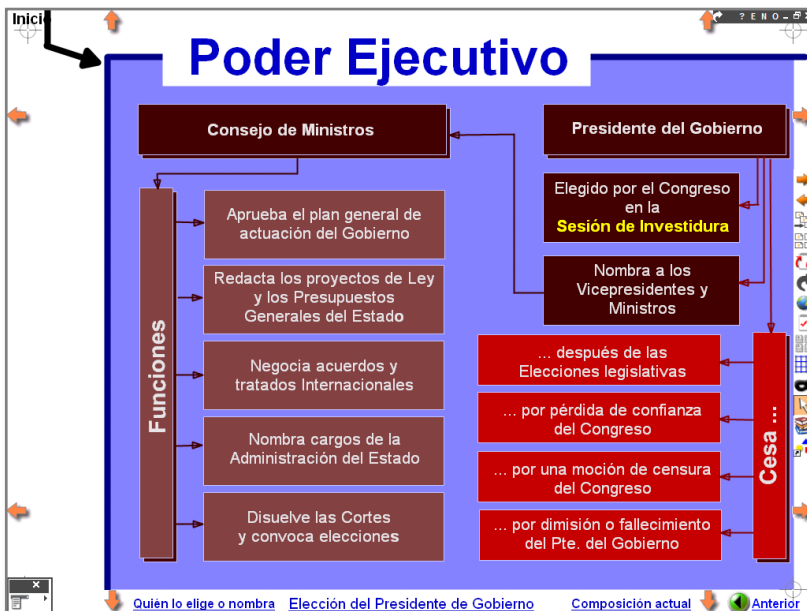 Inicio
? E N O
Poder Ejecutivo
Consejo de Ministros
Presidente del Gobierno
Elegido por el Congreso
en la
Sesión de Investidura
Nombra a los
Vicepresidentes y
Ministros
Funciones
Aprueba el plan general de
actuación del Gobierno
Redacta los proyectos de Ley
y los Presupuestos
Generales del Estado
Negocia acuerdos y
tratados Internacionales
Nombra cargos de la
Administración del Estado
Disuelve las Cortes
y convoca elecciones
Cesa ...
... después de las
Elecciones legislativas
... por pérdida de confianza
del Congreso
... por una moción de censura
del Congreso
... por dimisión o fallecimiento
del Pte. del Gobierno
Quién lo elige o nombra
Elección del Presidente de Gobierno
Composición actual
Anterior